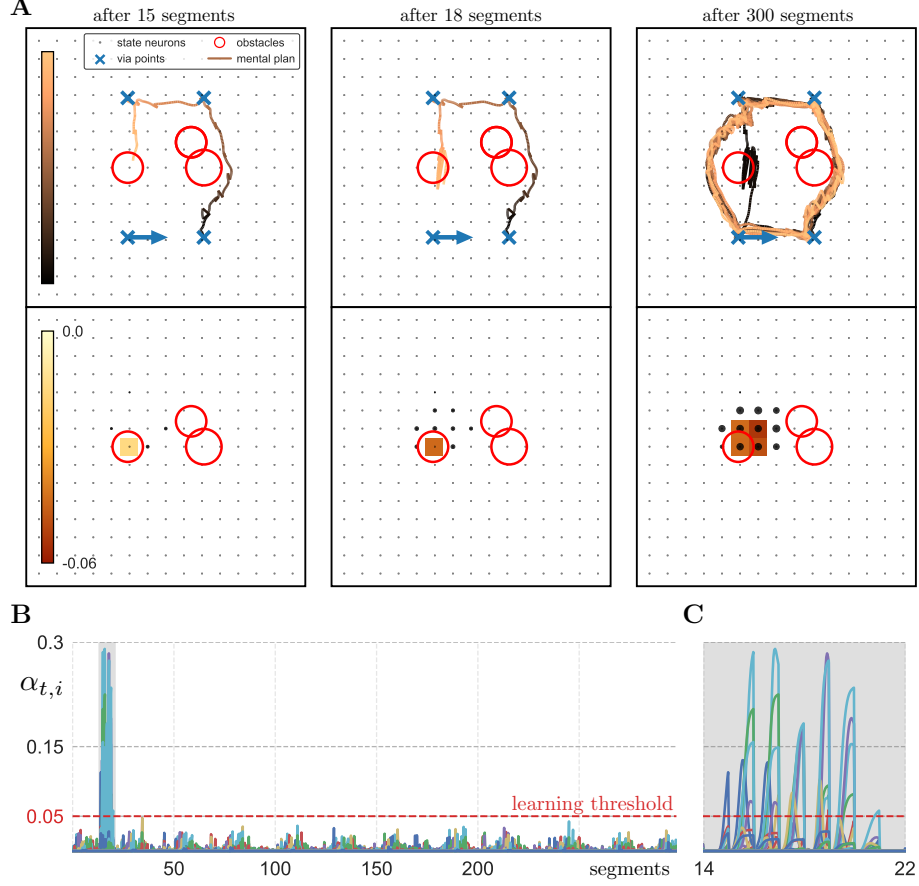 A
after 15 segments
after 18 segments
after 300 segments
state neurons
obstacles
via points
mental plan
0.0
-0.06
B
C
0.3
αt,i
0.15
learning threshold
0.05
50
100
150
200
segments
14
22